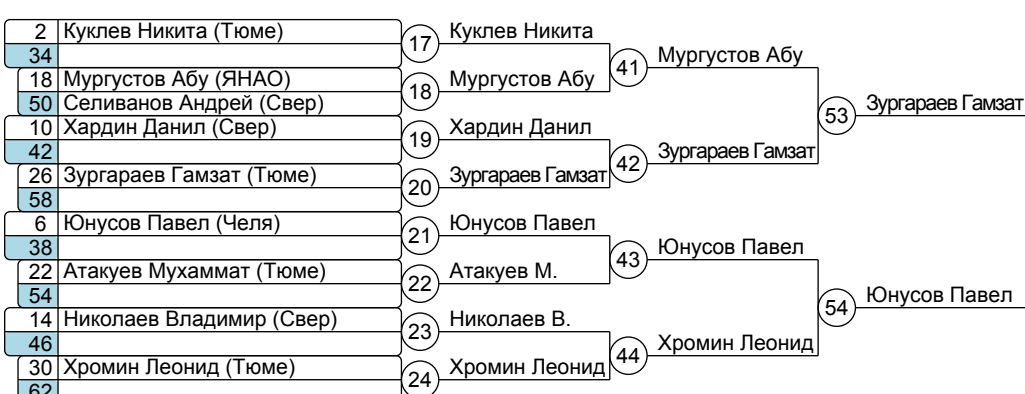 2 Куклев Никита (Тюме)
34
18 Мургустов Абу (ЯНАО)
50 Селиванов Андрей (Свер)
10 Хардин Данил (Свер)
42
26 Зургараев Гамзат (Тюме)
58
6 Юнусов Павел (Челя)
38
22 Атакуев Мухаммат (Тюме)
54
14 Николаев Владимир (Свер)
46
30 Хромин Леонид (Тюме)
62
17 Куклев Никита
18 Мургустов Абу
19 Хардин Данил
20 Зургараев Гамзат
21 Юнусов Павел
22 Атакуев М.
23 Николаев В.
24 Хромин Леонид
41 Мургустов Абу
42 Зургараев Гамзат
43 Юнусов Павел
44 Хромин Леонид
53 Зургараев Гамзат
54 Юнусов Павел